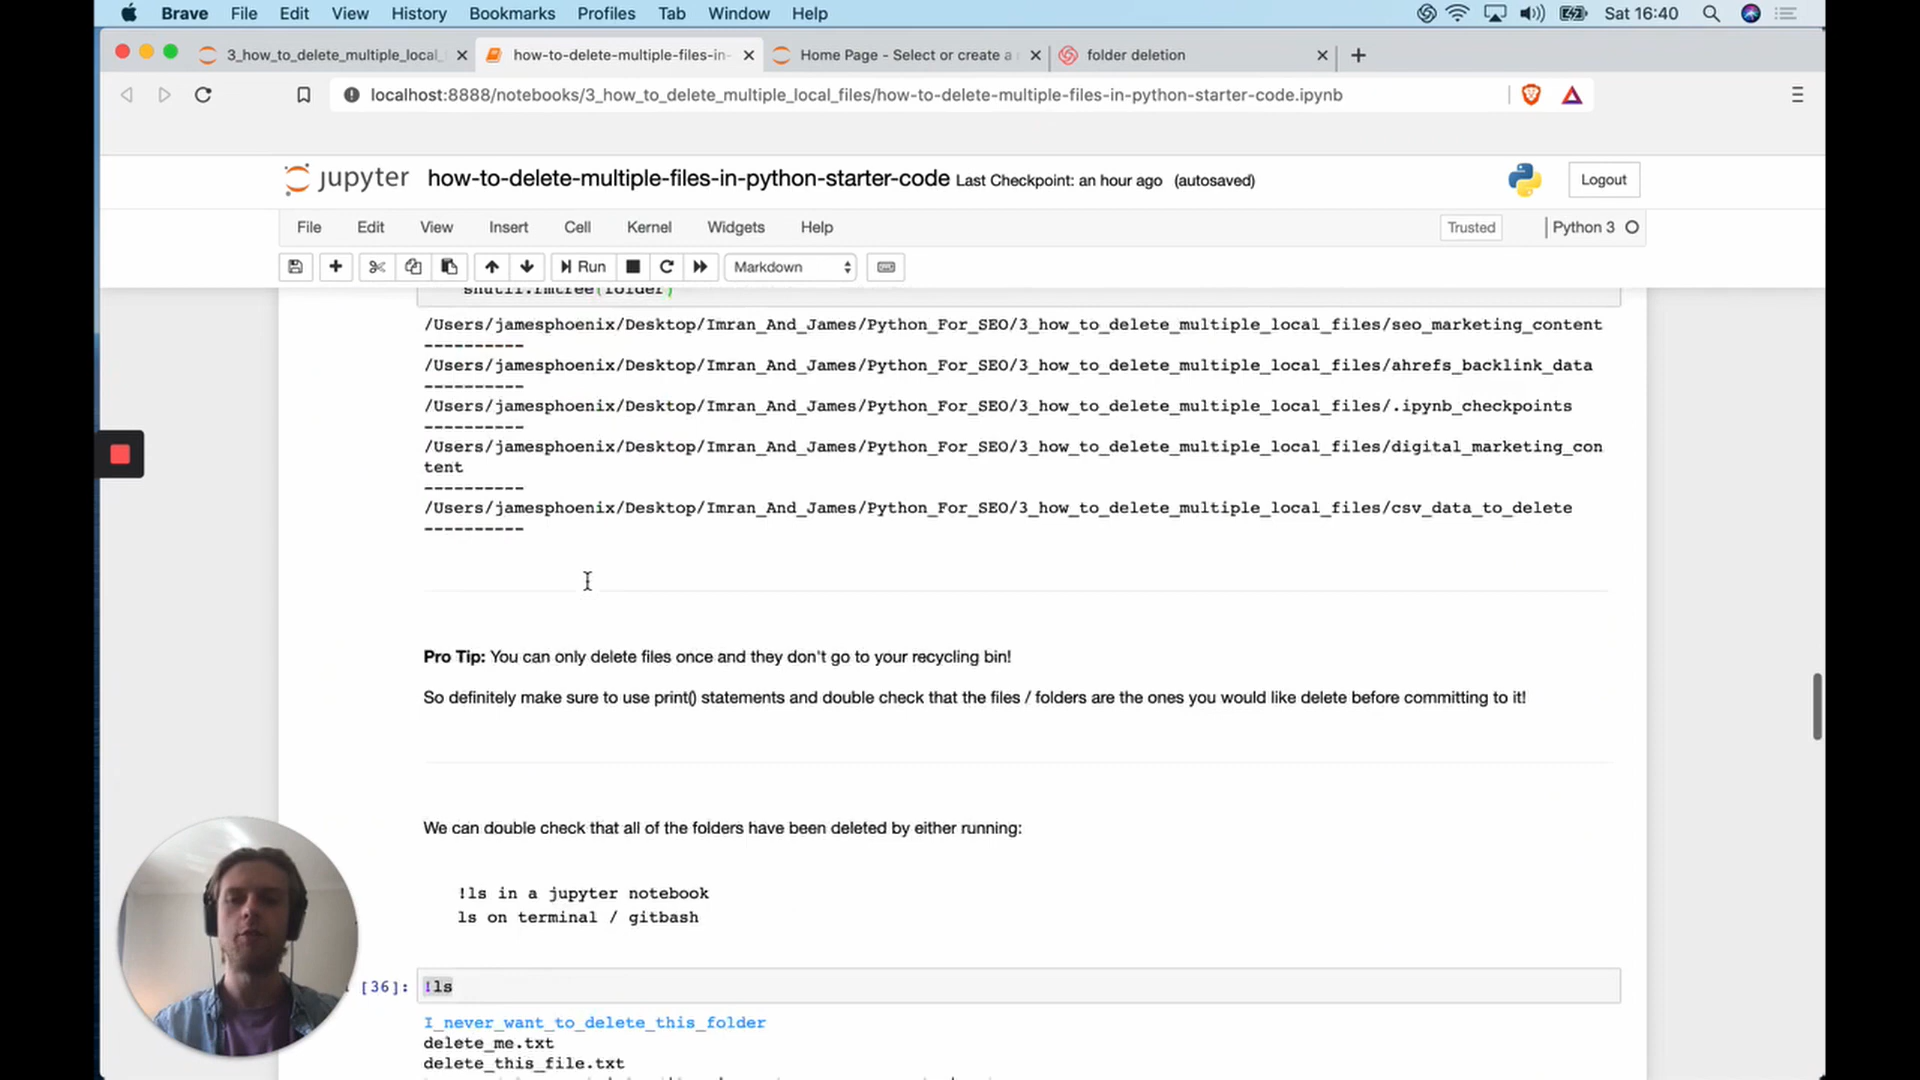 Brave File Edit View History Bookmarks Profiles Tab Window Help Sat 16:40
3_how_to_delete_multiple_local_ how-to-delete-multiple-files-in- Home Page - Select or create a folder deletion
localhost:8888/notebooks/3_how_to_delete_multiple_local_files/how-to-delete-multiple-files-in-python-starter-code.ipynb
jupyter how-to-delete-multiple-files-in-python-starter-code Last Checkpoint: an hour ago (autosaved) Logout
File Edit View Insert Cell Kernel Widgets Help Trusted Python 3
Run Markdown
shutil.rmtree(folder)
/Users/jamesphoenix/Desktop/Imran_And_James/Python_For_SEO/3_how_to_delete_multiple_local_files/seo_marketing_content
----------
/Users/jamesphoenix/Desktop/Imran_And_James/Python_For_SEO/3_how_to_delete_multiple_local_files/ahrefs_backlink_data
----------
/Users/jamesphoenix/Desktop/Imran_And_James/Python_For_SEO/3_how_to_delete_multiple_local_files/.ipynb_checkpoints
----------
/Users/jamesphoenix/Desktop/Imran_And_James/Python_For_SEO/3_how_to_delete_multiple_local_files/digital_marketing_con
tent
----------
/Users/jamesphoenix/Desktop/Imran_And_James/Python_For_SEO/3_how_to_delete_multiple_local_files/csv_data_to_delete
----------
Pro Tip: You can only delete files once and they don't go to your recycling bin!
So definitely make sure to use print() statements and double check that the files / folders are the ones you would like delete before committing to it!
We can double check that all of the folders have been deleted by either running:
!ls in a jupyter notebook
ls on terminal / gitbash
[36]: !ls
I_never_want_to_delete_this_folder
delete_me.txt
delete_this_file.txt